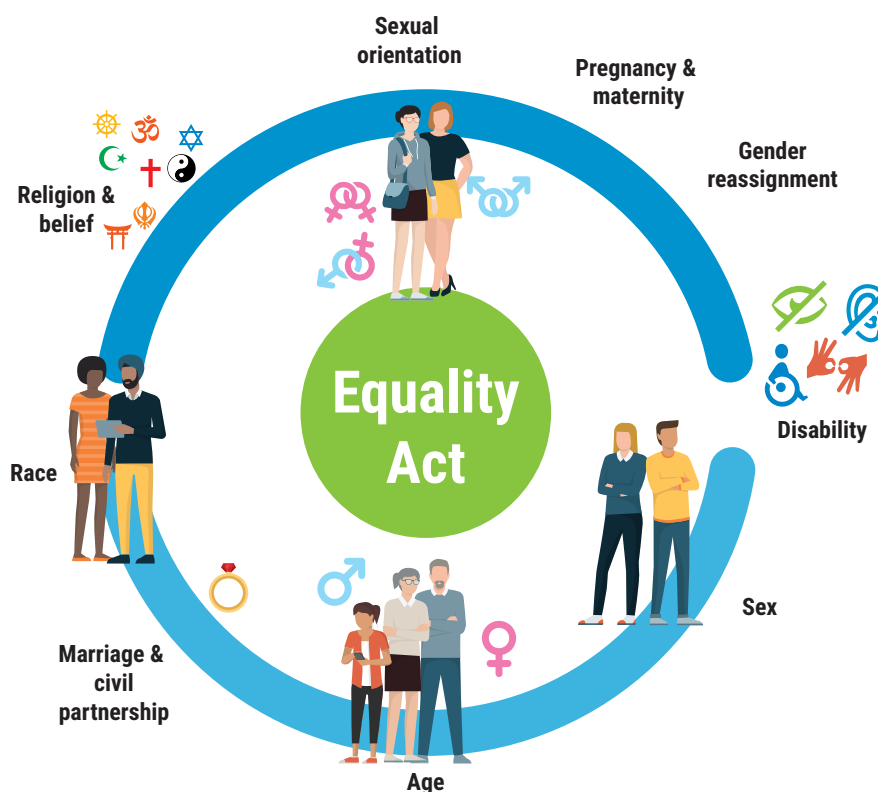 Sexual
orientation
Pregnancy &
maternity
Gender
reassignment
Religion &
belief
Equality
Act
Disability
Race
Sex
Marriage &
civil
partnership
Age